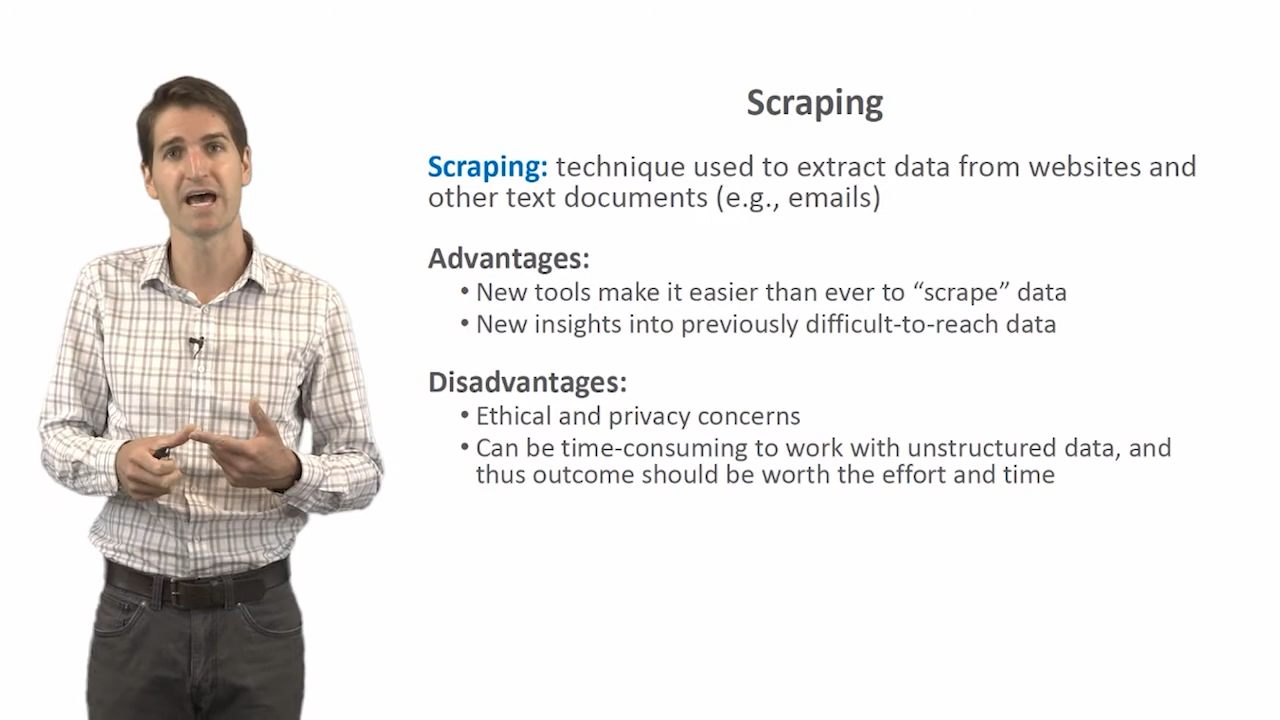 Scraping
Scraping: technique used to extract data from websites and
other text documents (e.g., emails)
Advantages:
• New tools make it easier than ever to “scrape” data
• New insights into previously difficult-to-reach data
Disadvantages:
• Ethical and privacy concerns
• Can be time-consuming to work with unstructured data, and
thus outcome should be worth the effort and time